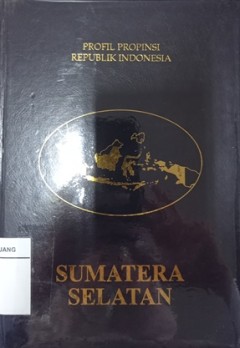 PROFIL PROPINSI
REPUBLIK INDONESIA
SUMATERA
SELATAN